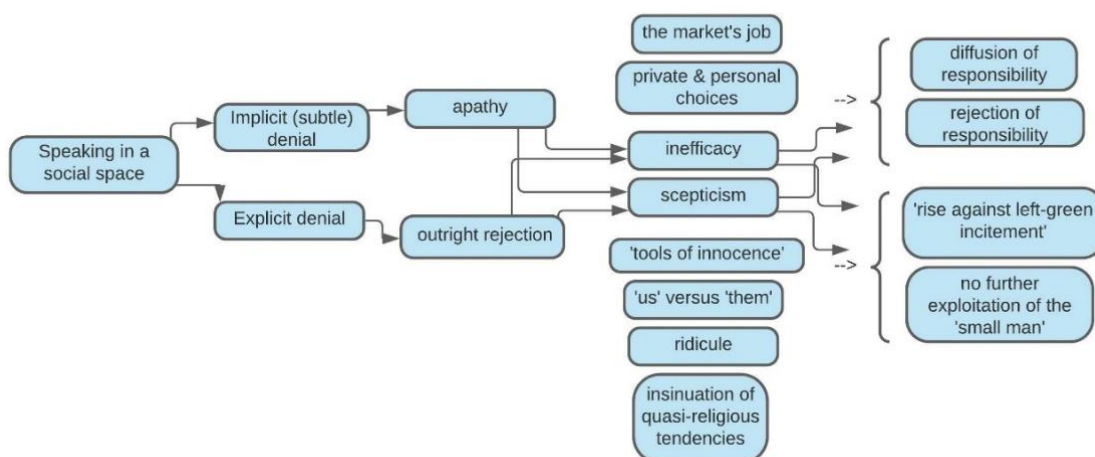 Speaking in a
social space
Implicit (subtle)
denial
Explicit denial
apathy
outright rejection
the market's job
private & personal
choices
inefficacy
scepticism
'tools of innocence'
'us' versus 'them'
ridicule
insinuation of
quasi-religious
tendencies
-->
-->
diffusion of
responsibility
rejection of
responsibility
'rise against left-green
incitement'
no further
exploitation of the
'small man'